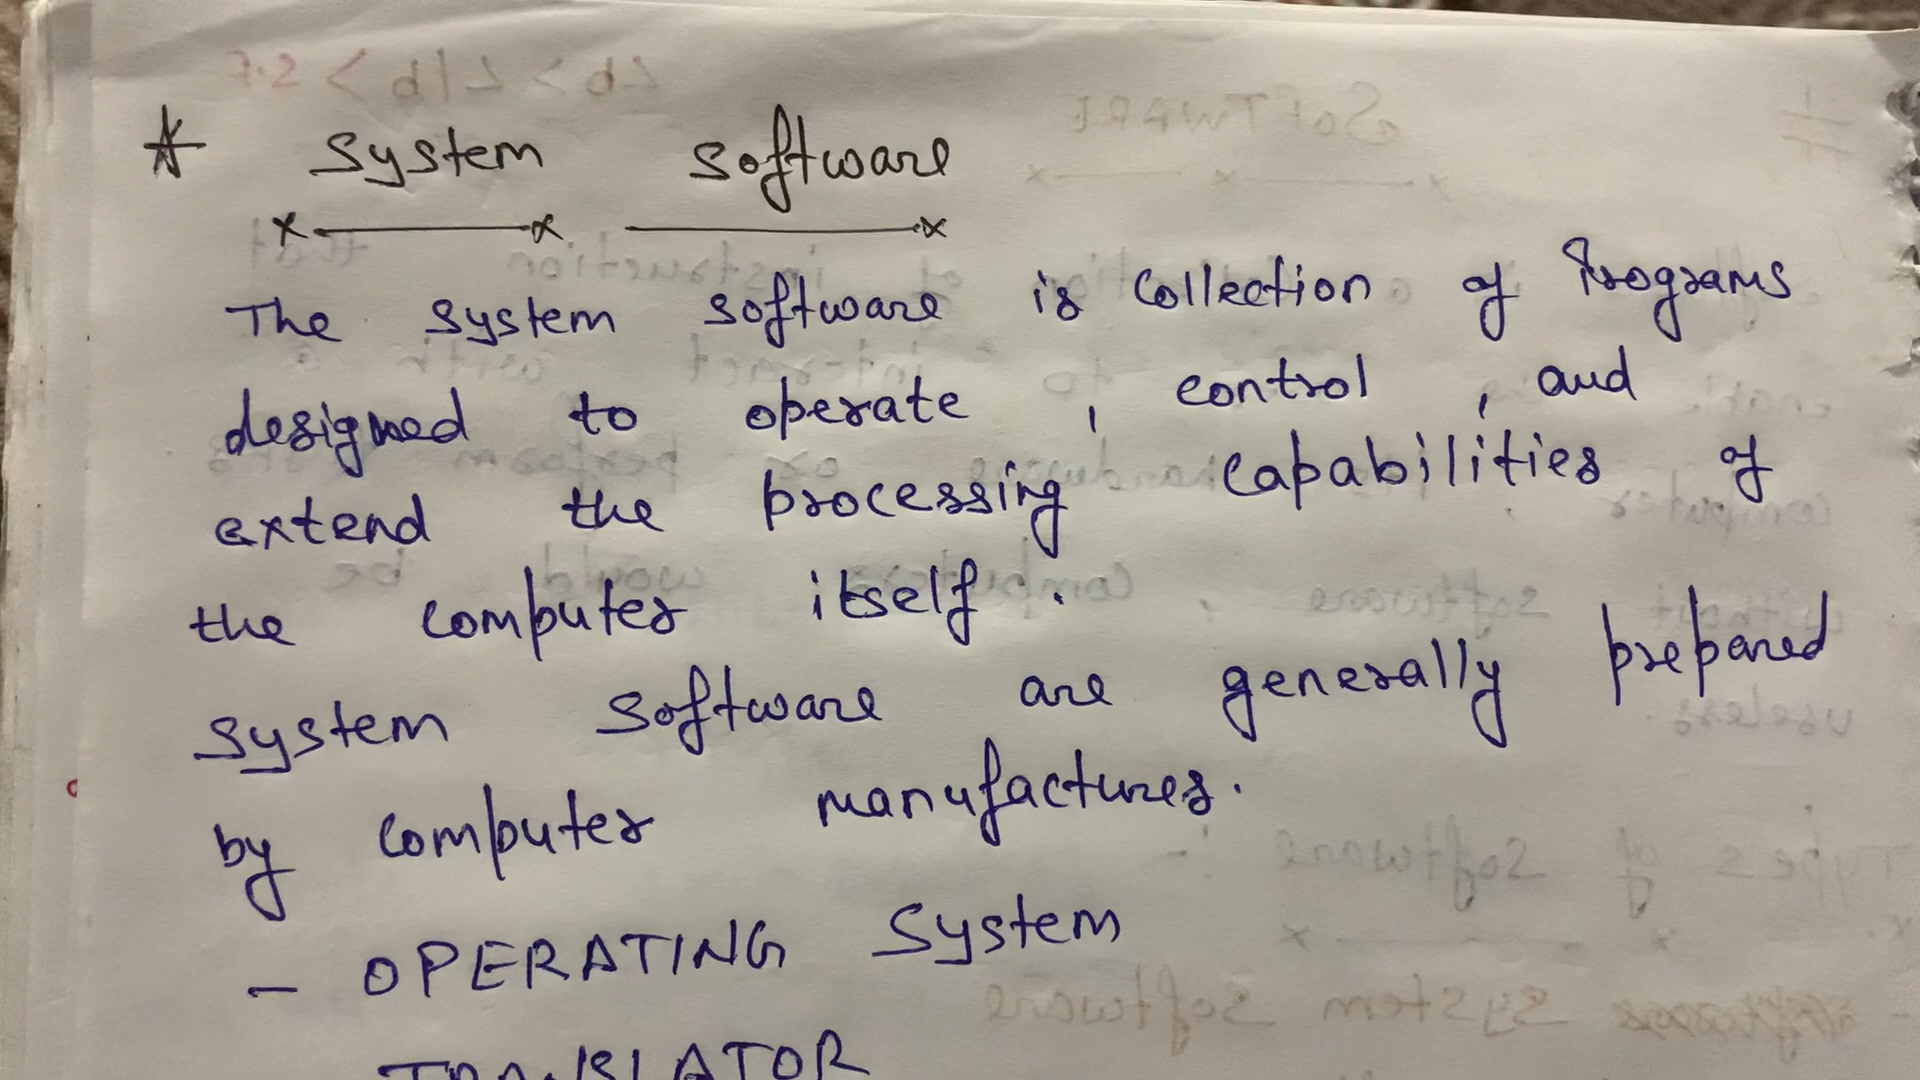 System Software
The System Software is Collection of Programs
designed to operate, control, and
extend the processing capabilities of
the computer itself.
System Software are generally prepared
by Computer manufactures.
- OPERATING System
TRANSLATOR